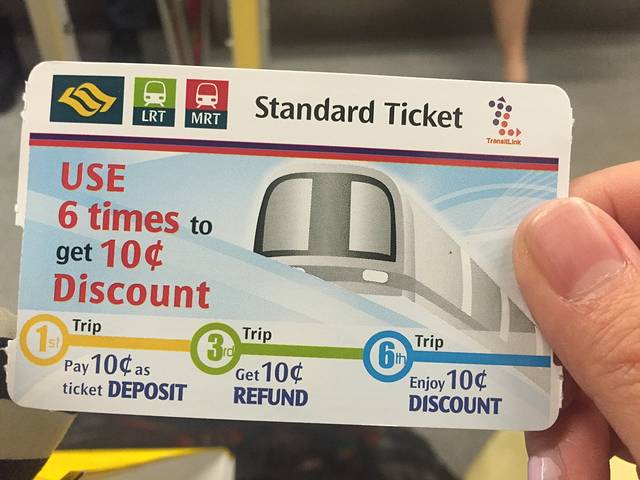 LRT
MRT
Standard Ticket
TransitLink
USE
6 times to
get 10¢
Discount
1st
Trip
Pay 10¢ as
ticket DEPOSIT
3rd
Trip
Get 10¢
REFUND
6th
Trip
Enjoy 10¢
DISCOUNT